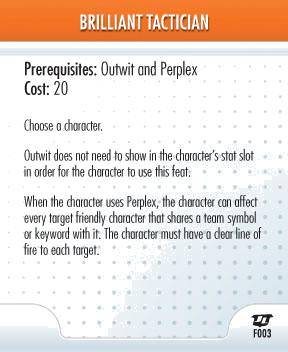 BRILLIANT TACTICIAN
Prerequisites: Outwit and Perplex
Cost: 20
Choose a character.
Outwit does not need to show in the character's stat slot
in order for the character to use this feat.
When the character uses Perplex, the character can affect
every target friendly character that shares a team symbol
or keyword with it. The character must have a clear line of
fire to each target.
F003